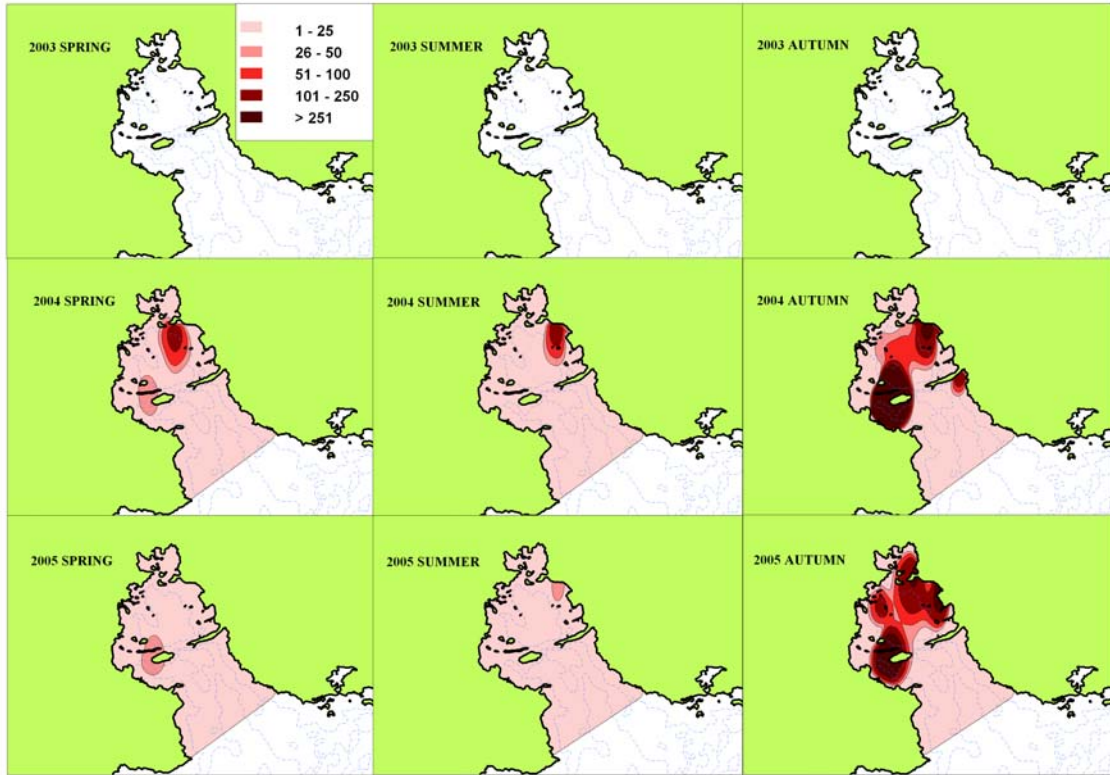 2003 SPRING
1 - 25
26 - 50
51 - 100
101 - 250
> 251
2003 SUMMER
2003 AUTUMN
2004 SPRING
2004 SUMMER
2004 AUTUMN
2005 SPRING
2005 SUMMER
2005 AUTUMN